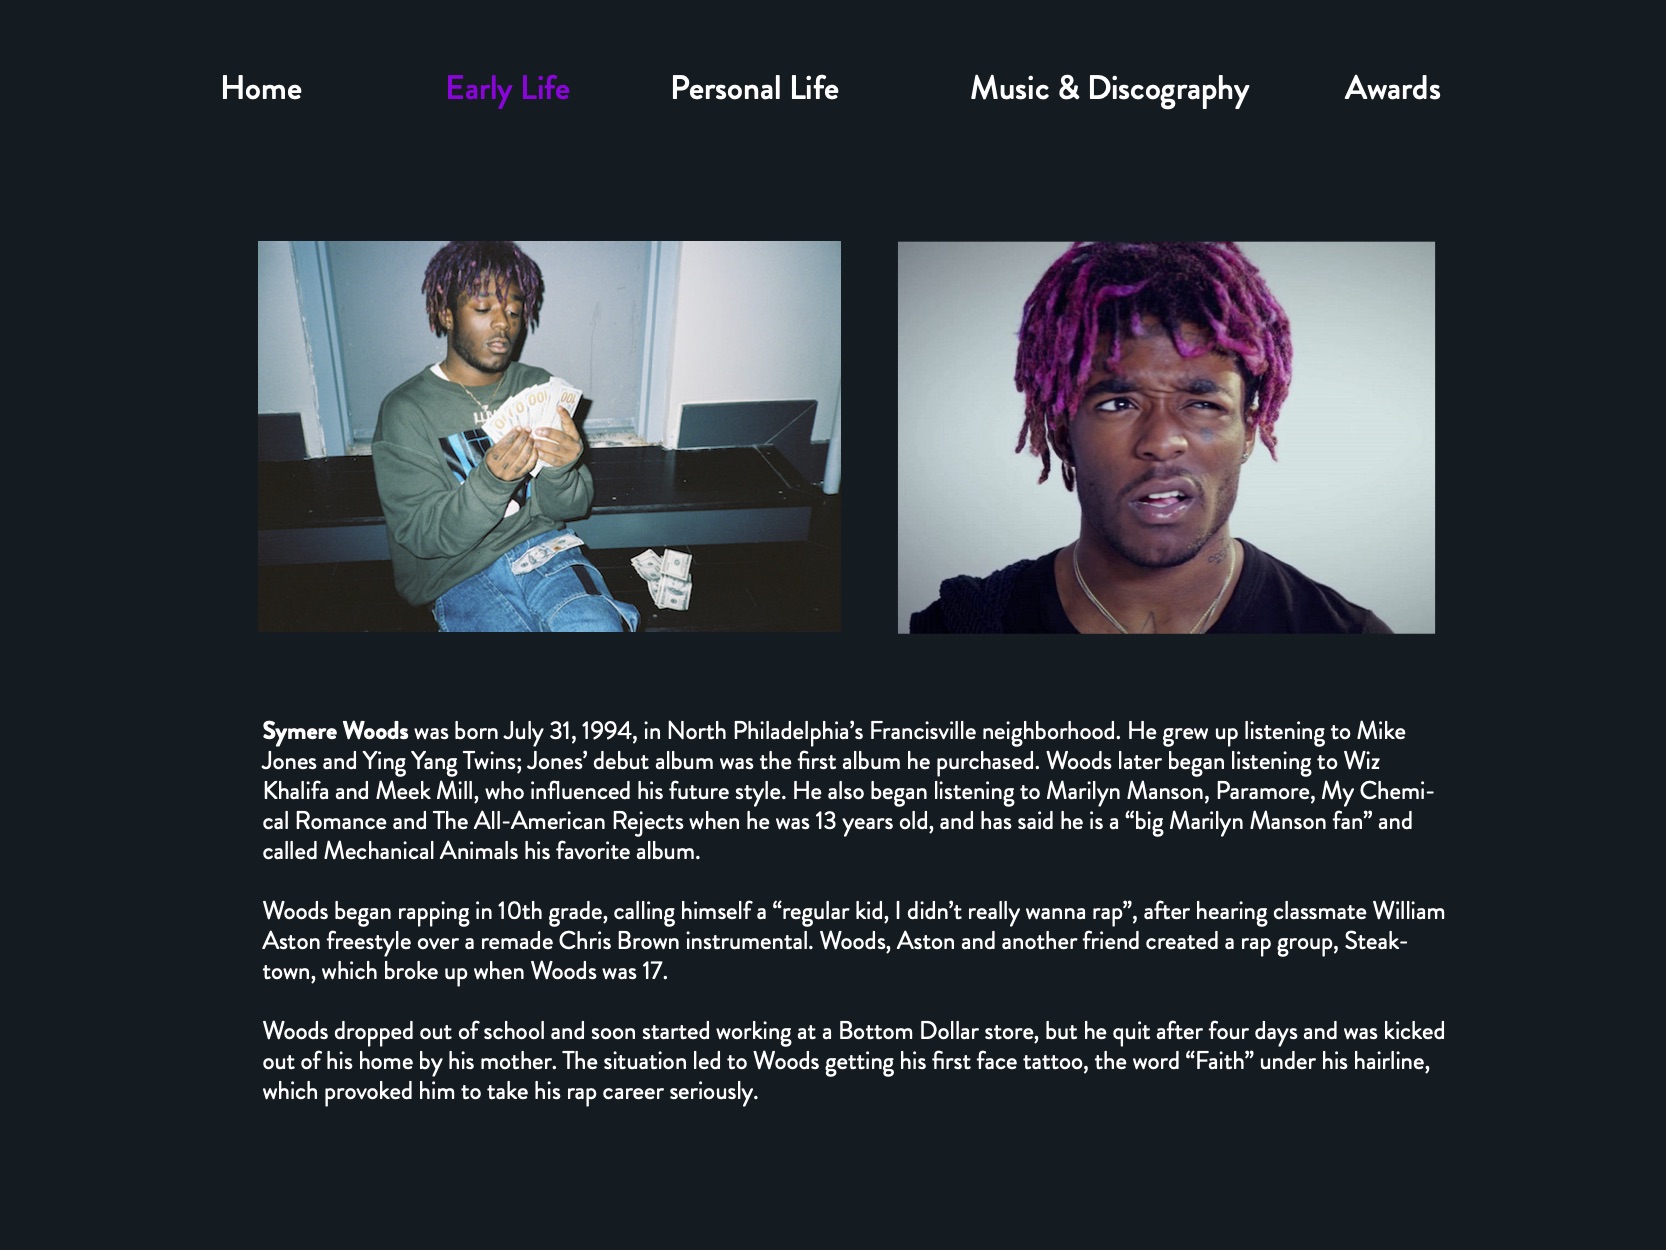 Home Early Life Personal Life Music & Discography Awards
Symere Woods was born July 31, 1994, in North Philadelphia’s Francisville neighborhood. He grew up listening to Mike
Jones and Ying Yang Twins; Jones’ debut album was the first album he purchased. Woods later began listening to Wiz
Khalifa and Meek Mill, who influenced his future style. He also began listening to Marilyn Manson, Paramore, My Chemi-
cal Romance and The All-American Rejects when he was 13 years old, and has said he is a “big Marilyn Manson fan” and
called Mechanical Animals his favorite album.
Woods began rapping in 10th grade, calling himself a “regular kid, I didn’t really wanna rap”, after hearing classmate William
Aston freestyle over a remade Chris Brown instrumental. Woods, Aston and another friend created a rap group, Steak-
town, which broke up when Woods was 17.
Woods dropped out of school and soon started working at a Bottom Dollar store, but he quit after four days and was kicked
out of his home by his mother. The situation led to Woods getting his first face tattoo, the word “Faith” under his hairline,
which provoked him to take his rap career seriously.